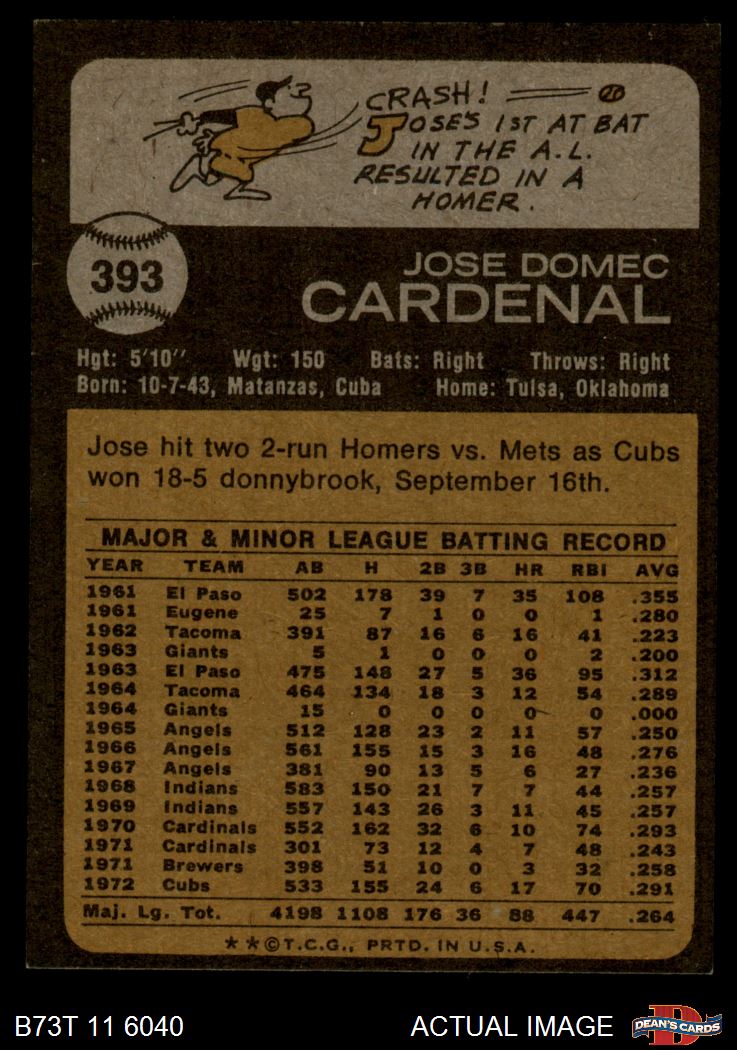 CRASH!
JOSE'S 1ST AT BAT
IN THE A.L.
RESULTED IN A
HOMER.
393
JOSE DOMEC
CARDENAL
Hgt: 5'10" Wgt: 150 Bats: Right Throws: Right
Born: 10-7-43, Matanzas, Cuba Home: Tulsa, Oklahoma
Jose hit two 2-run Homers vs. Mets as Cubs
won 18-5 donnybrook, September 16th.
MAJOR & MINOR LEAGUE BATTING RECORD
YEAR TEAM AB H 2B 3B HR RBI AVG
1961 El Paso 502 178 39 7 35 108 .355
1961 Eugene 25 7 1 0 0 1 .280
1962 Tacoma 391 87 16 6 16 41 .223
1963 Giants 5 1 0 0 0 2 .200
1963 El Paso 475 148 27 5 36 95 .312
1964 Tacoma 464 134 18 3 12 54 .289
1964 Giants 15 0 0 0 0 0 .000
1965 Angels 512 128 23 2 11 57 .250
1966 Angels 561 155 15 3 16 48 .276
1967 Angels 381 90 13 5 6 27 .236
1968 Indians 583 150 21 7 7 44 .257
1969 Indians 557 143 26 3 11 45 .257
1970 Cardinals 552 162 32 6 10 74 .293
1971 Cardinals 301 73 12 4 7 48 .243
1971 Brewers 398 51 10 0 3 32 .258
1972 Cubs 533 155 24 6 17 70 .291
Maj. Lg. Tot. 4198 1108 176 36 88 447 .264
★ ★ © T.C.G., PRTD. IN U.S.A.
B73T 11 6040 ACTUAL IMAGE DEAN'S CARDS